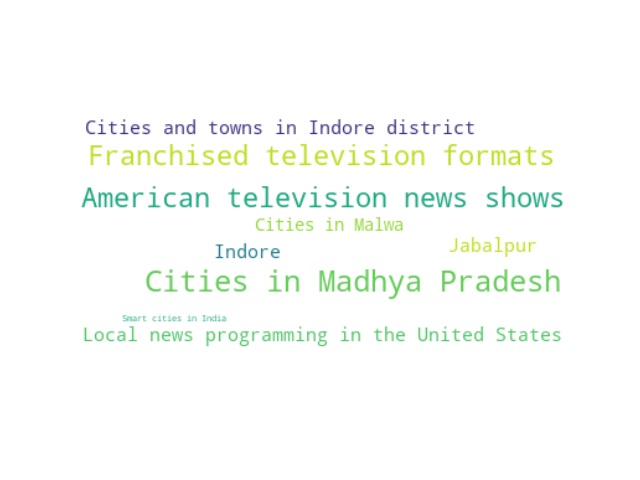 Cities and towns in Indore district
Franchised television formats
American television news shows
Cities in Malwa
Indore
Jabalpur
Cities in Madhya Pradesh
Smart cities in India
Local news programming in the United States